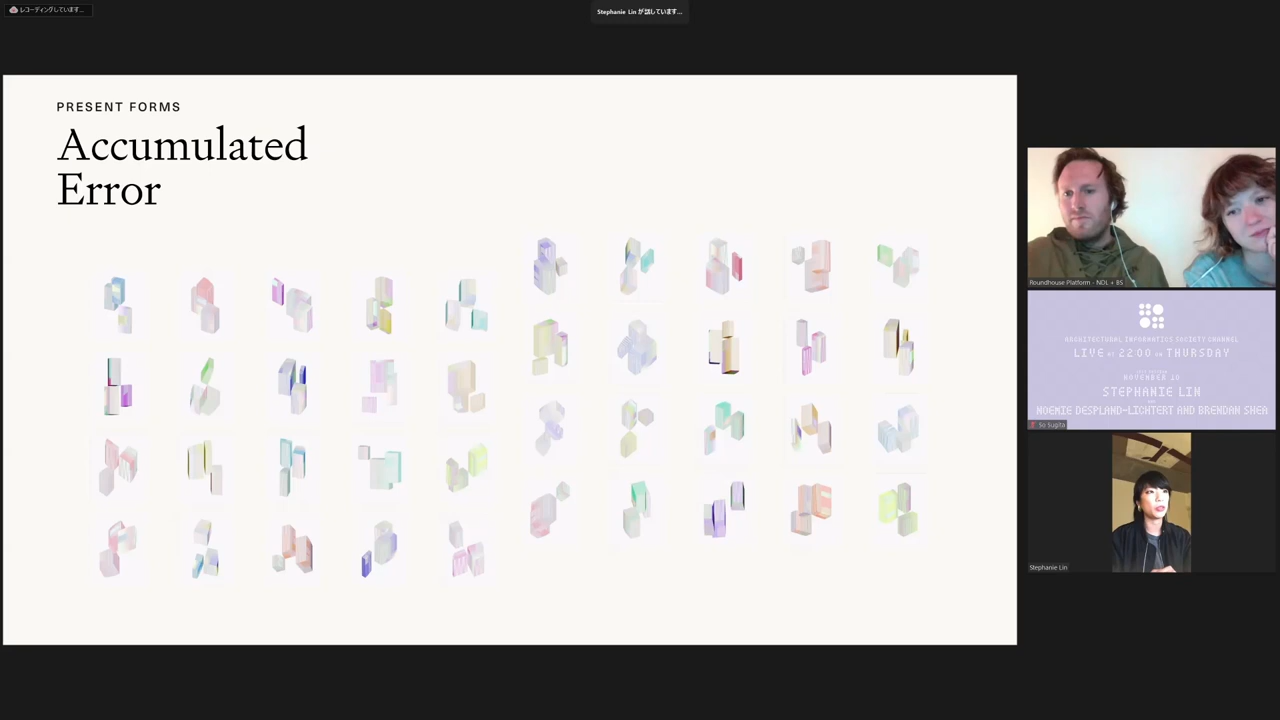 レコーディングしています...
Stephanie Lin が話しています...
PRESENT FORMS
Accumulated
Error
Roundhouse Platform - NDL + BS
ARCHITECTURAL INFORMATICS SOCIETY CHANNEL
LIVE AT 22:00 ON THURSDAY
NOVEMBER 10
STEPHANIE LIN
NOEMIE DESPLAND-LICHTERT AND BRENDAN SHEA
So Sugita
Stephanie Lin